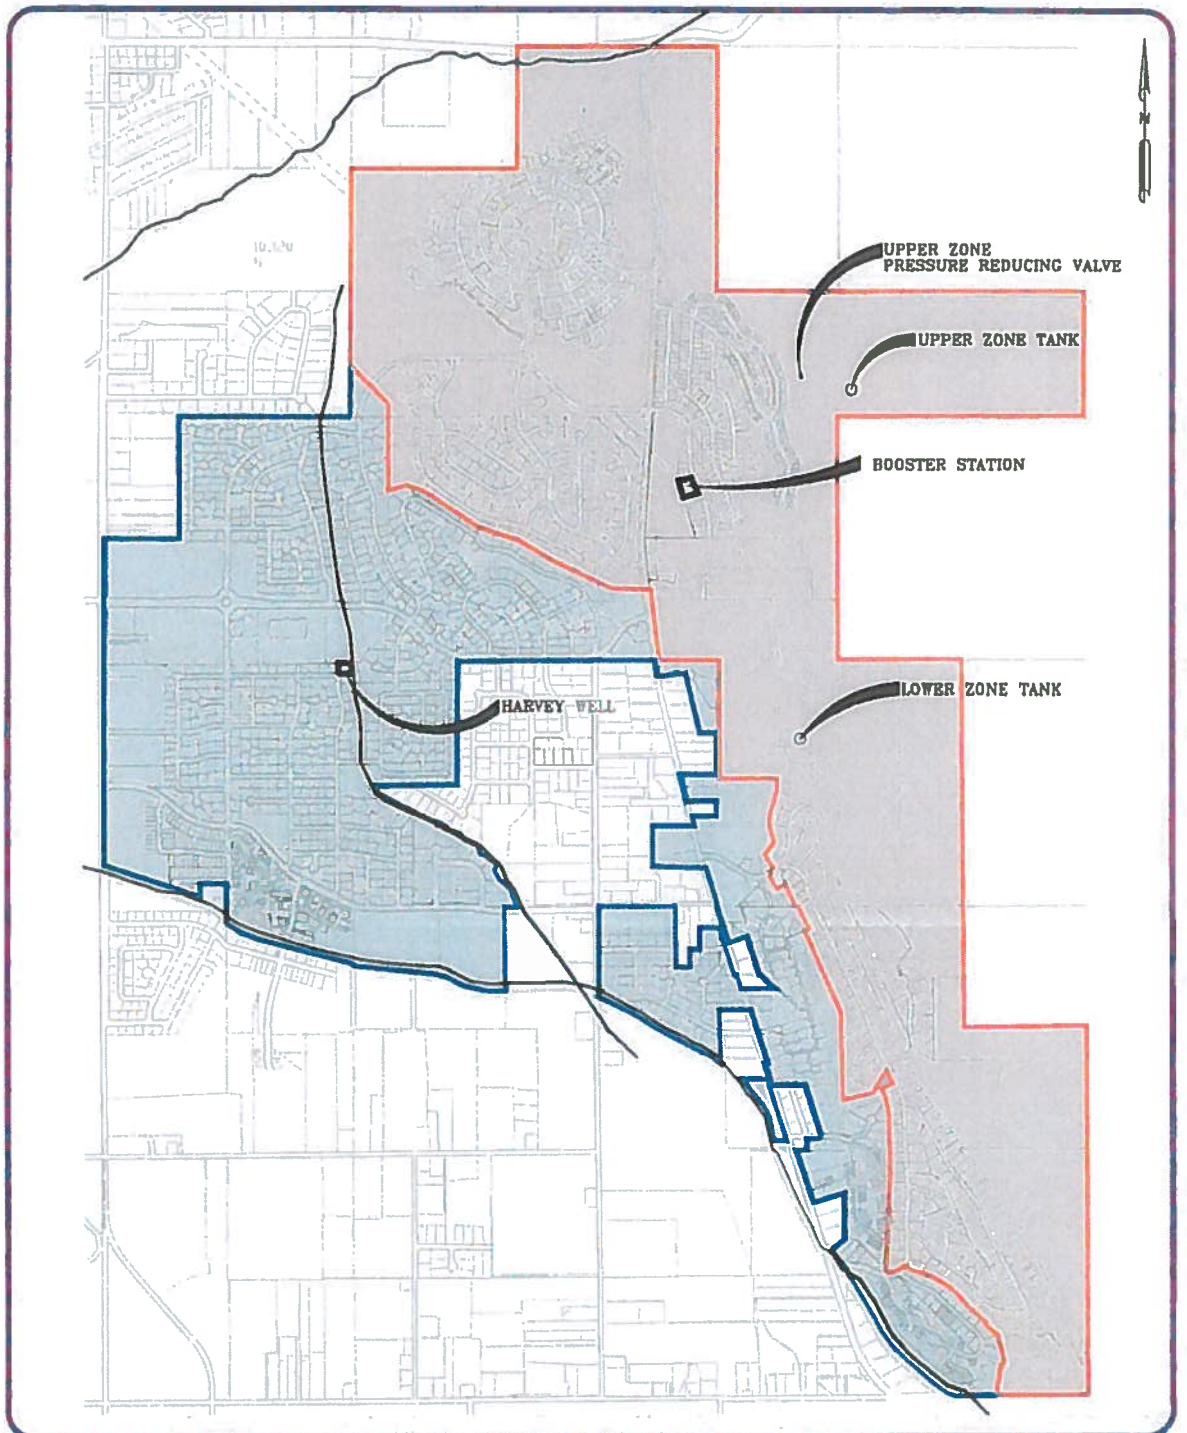 N
UPPER ZONE
PRESSURE REDUCING VALVE
UPPER ZONE TANK
BOOSTER STATION
LOWER ZONE TANK
HARVEY WELL